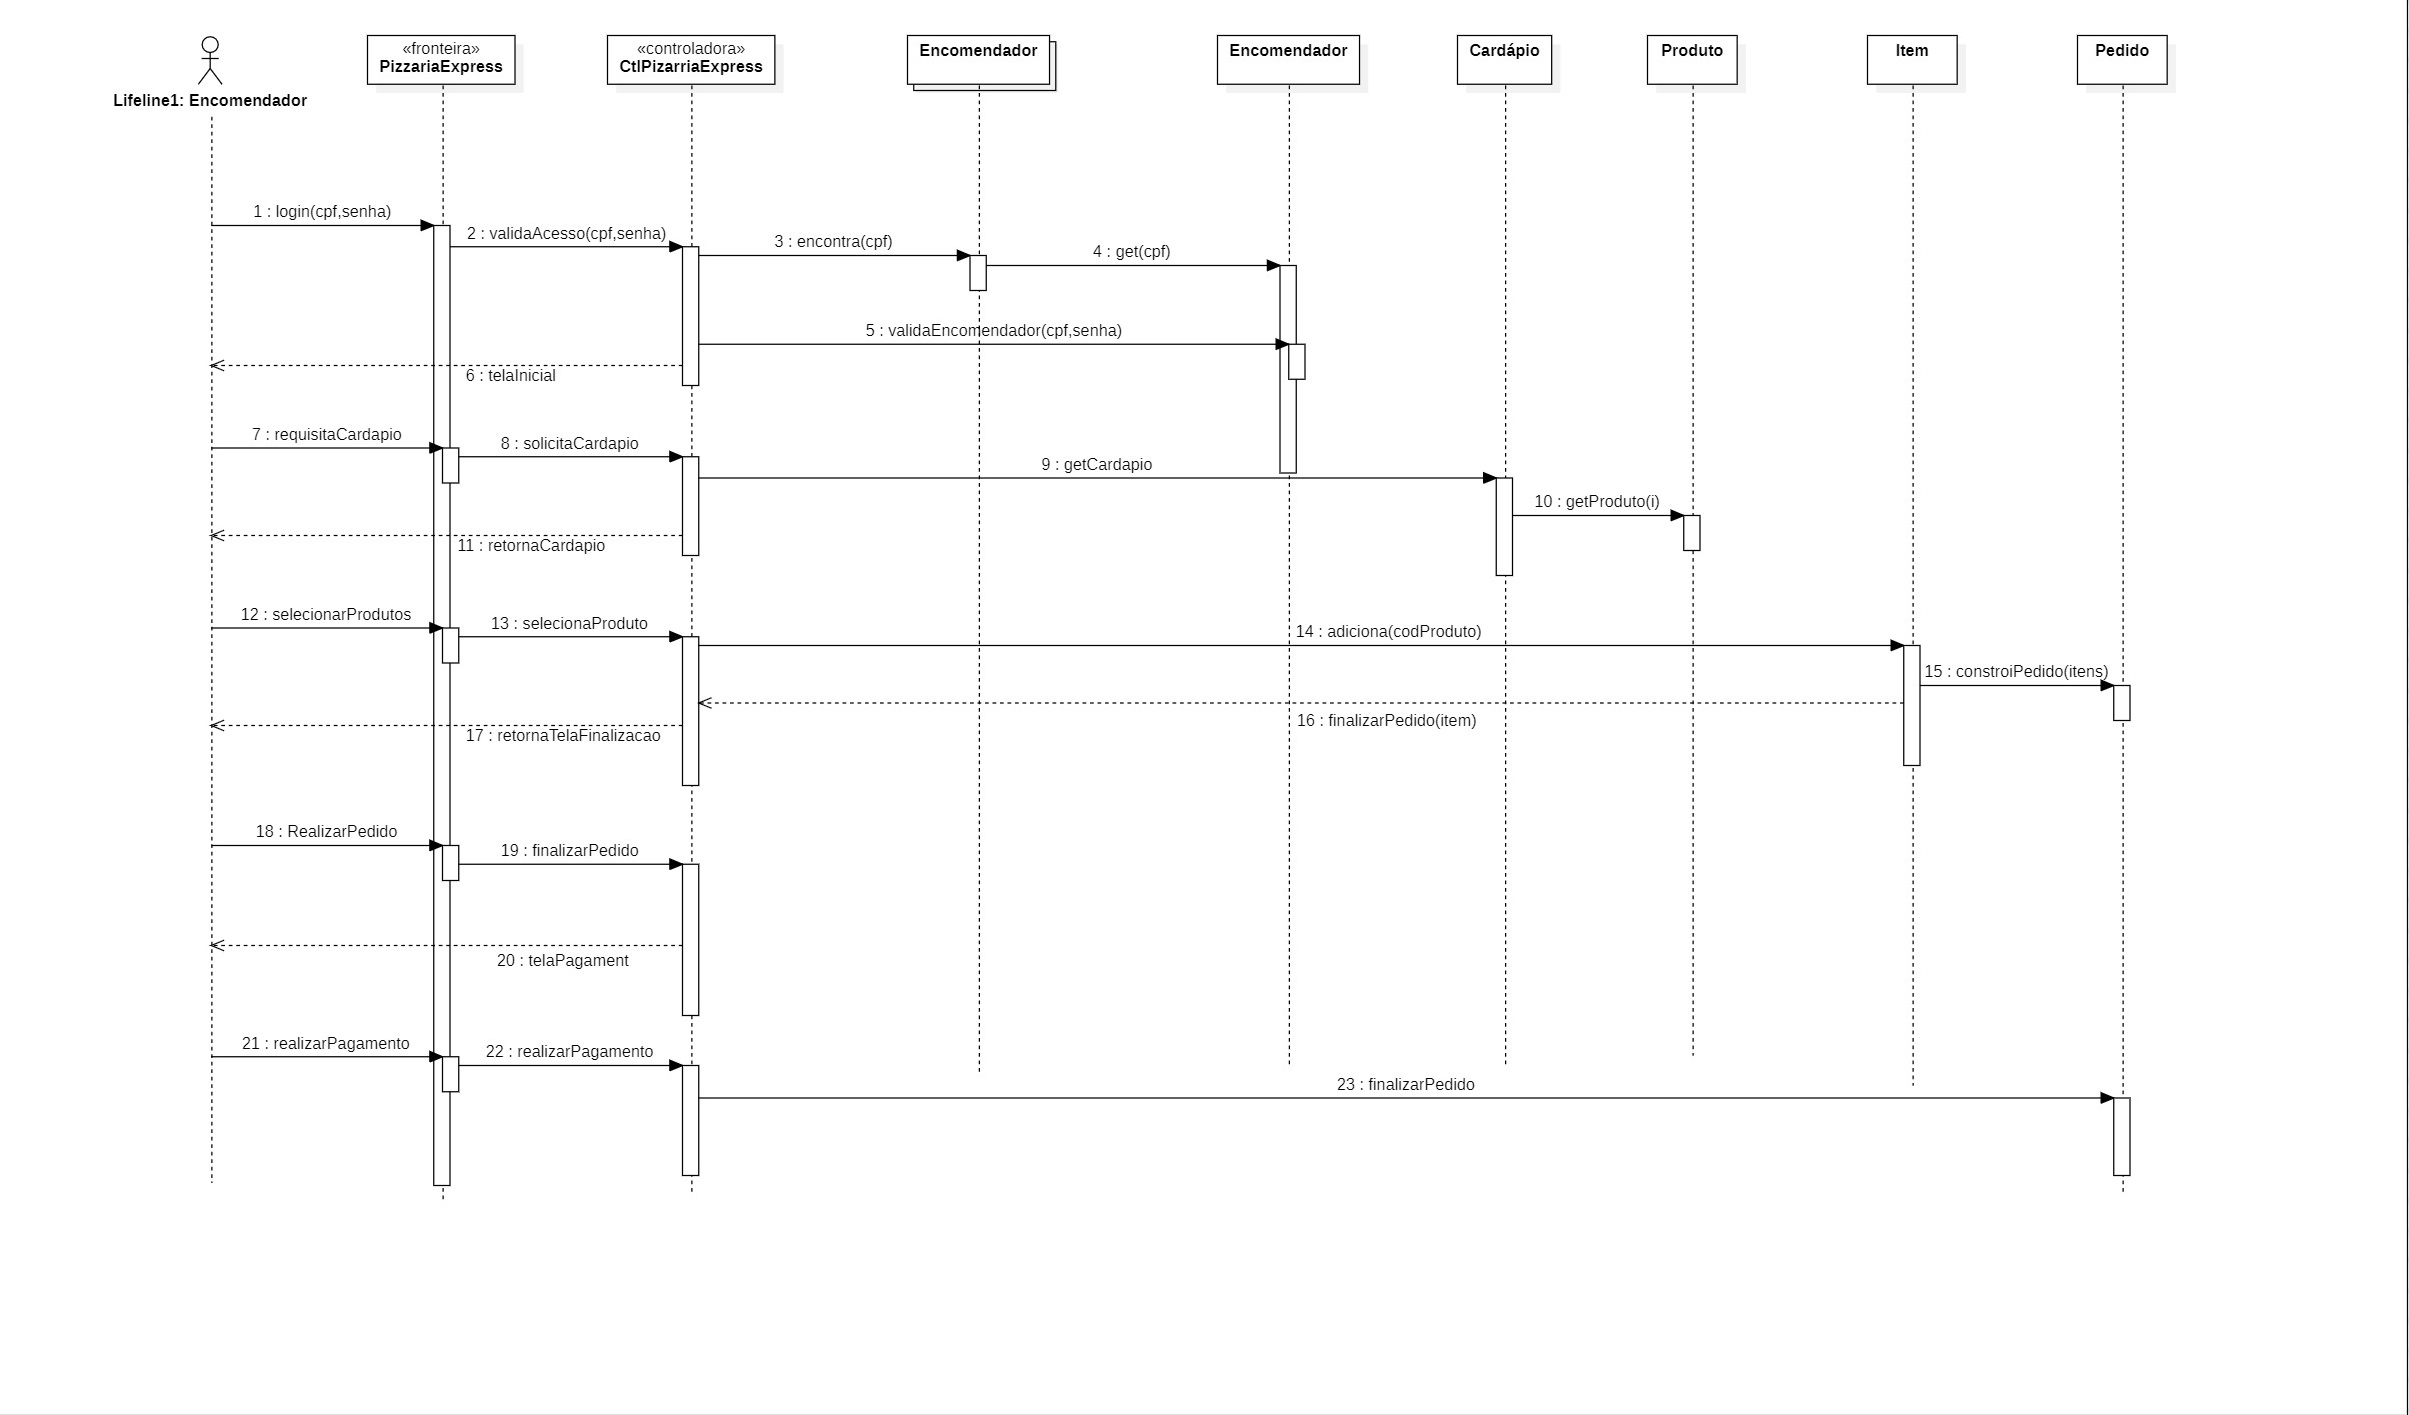 Lifeline1: Encomendador
«fronteira»
PizzariaExpress
«controladora»
CtlPizarriaExpress
Encomendador
Encomendador
Cardápio
Produto
Item
Pedido
1 : login(cpf,senha)
2 : validaAcesso(cpf,senha)
3 : encontra(cpf)
4 : get(cpf)
5 : validaEncomendador(cpf,senha)
6 : telaInicial
7 : requisitaCardapio
8 : solicitaCardapio
9 : getCardapio
10 : getProduto(i)
11 : retornaCardapio
12 : selecionarProdutos
13 : selecionaProduto
14 : adiciona(codProduto)
15 : constroiPedido(itens)
16 : finalizarPedido(item)
17 : retornaTelaFinalizacao
18 : RealizarPedido
19 : finalizarPedido
20 : telaPagament
21 : realizarPagamento
22 : realizarPagamento
23 : finalizarPedido